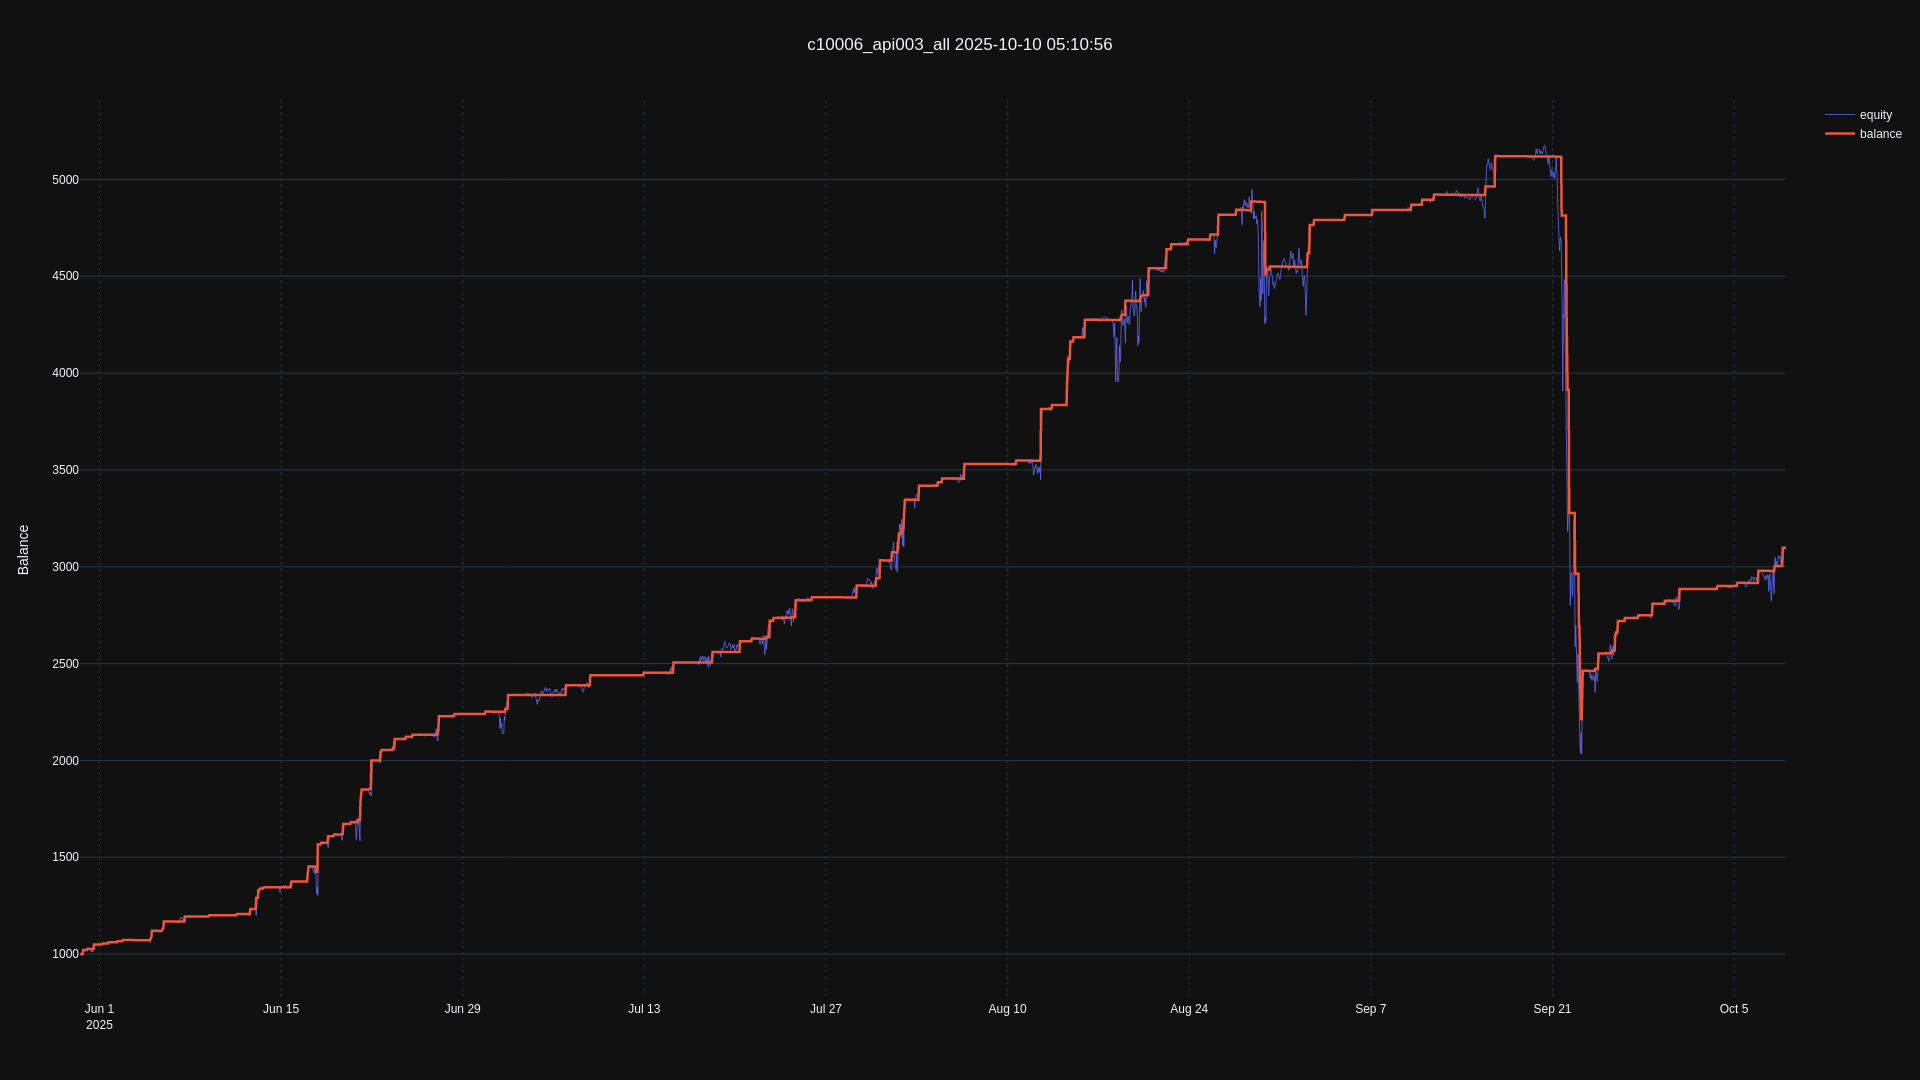 c10006_api003_all 2025-10-10 05:10:56
equity
balance
Balance
5000
4500
4000
3500
3000
2500
2000
1500
1000
Jun 1
2025
Jun 15
Jun 29
Jul 13
Jul 27
Aug 10
Aug 24
Sep 7
Sep 21
Oct 5